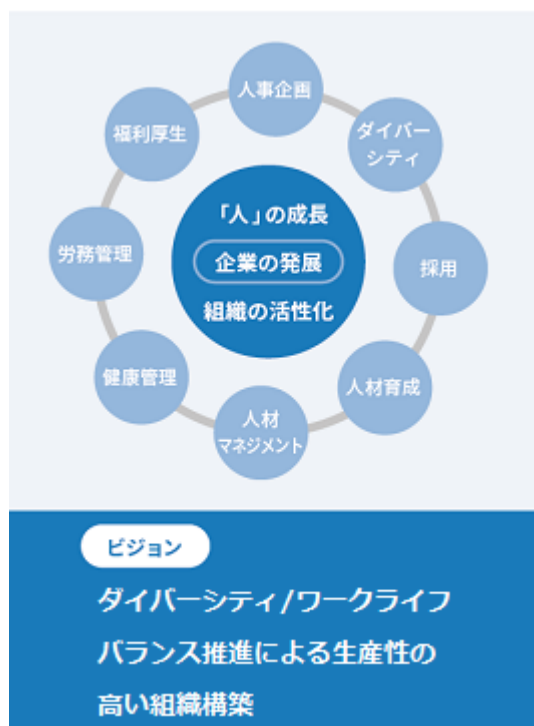 人事企画
ダイバー
シティ
採用
人材育成
人材
マネジメント
健康管理
労務管理
福利厚生
「人」の成長
企業の発展
組織の活性化
ビジョン
ダイバーシティ/ワークライフ
バランス推進による生産性の
高い組織構築